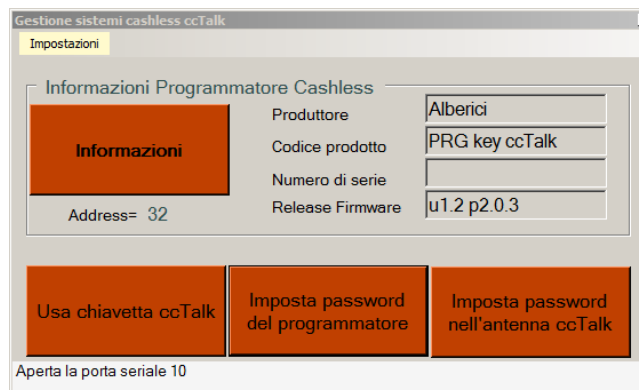 Gestione sistemi cashless ccTalk
Impostazioni
Informazioni Programmatore Cashless
Informazioni
Produttore
Alberici
Codice prodotto
PRG key ccTalk
Numero di serie
Address= 32
Release Firmware
u1.2 p2.0.3
Usa chiavetta ccTalk
Imposta password
del programmatore
Imposta password
nell'antenna ccTalk
Aperta la porta seriale 10